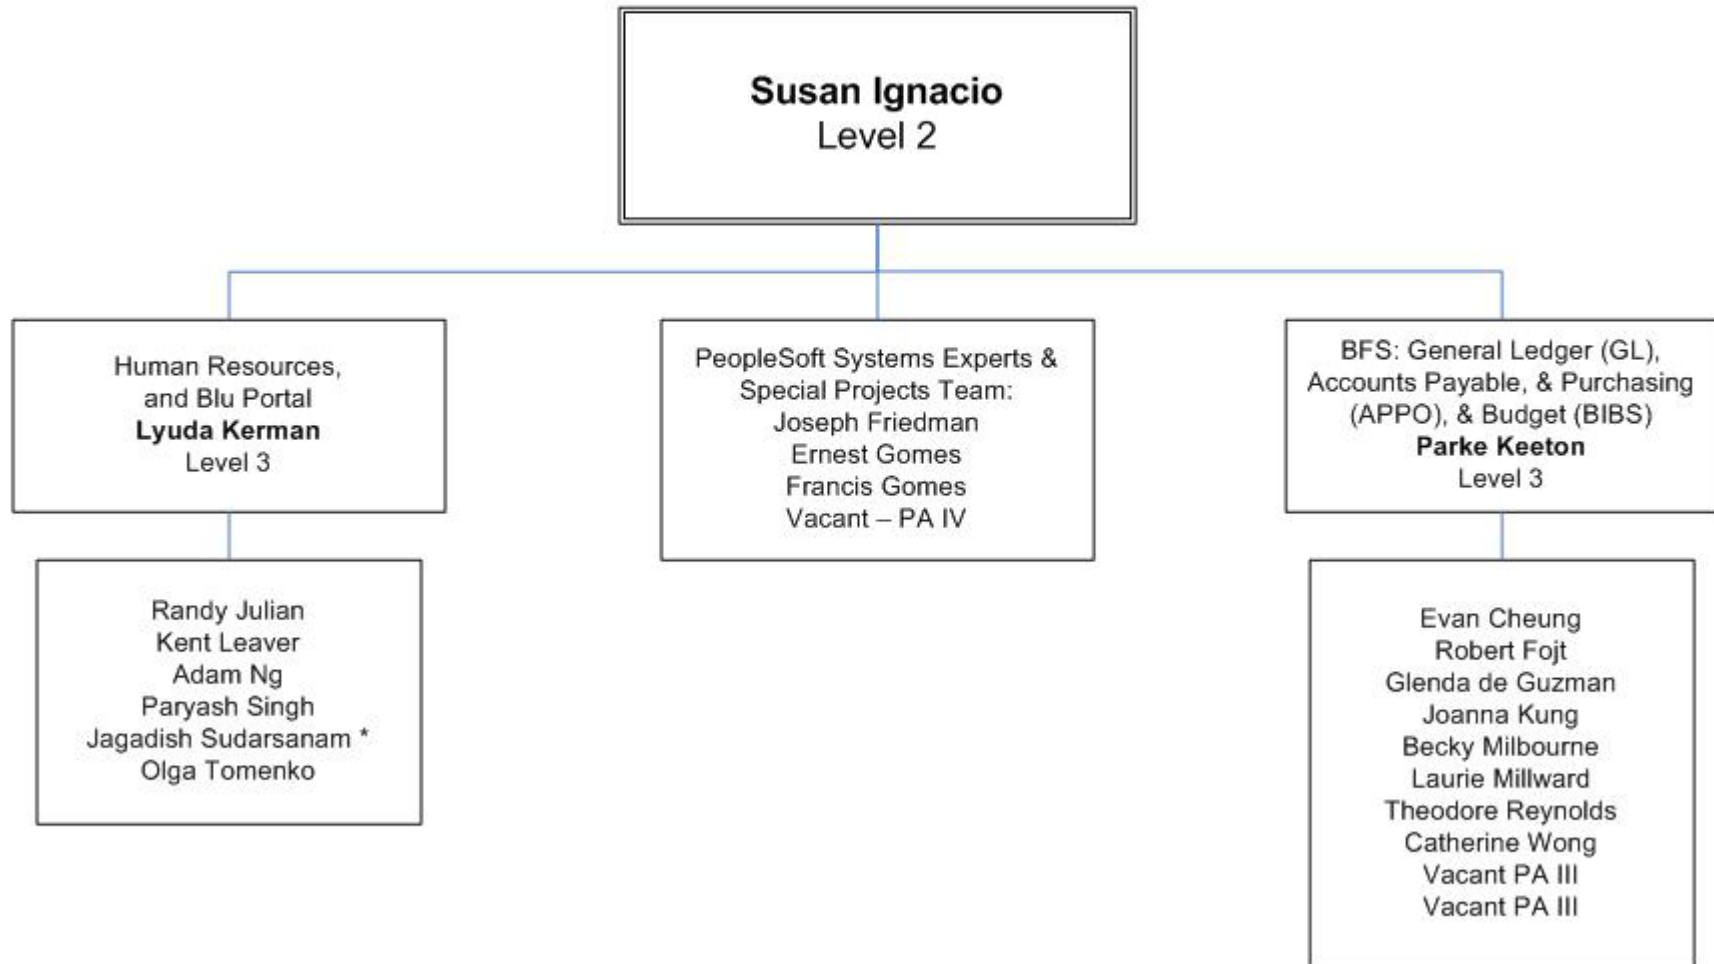 Susan Ignacio
Level 2
Human Resources,
and Blu Portal
Lyuda Kerman
Level 3
PeopleSoft Systems Experts &
Special Projects Team:
Joseph Friedman
Ernest Gomes
Francis Gomes
Vacant – PA IV
BFS: General Ledger (GL),
Accounts Payable, & Purchasing
(APPO), & Budget (BIBS)
Parke Keeton
Level 3
Randy Julian
Kent Leaver
Adam Ng
Paryash Singh
Jagadish Sudarsanam *
Olga Tomenko
Evan Cheung
Robert Fojt
Glenda de Guzman
Joanna Kung
Becky Milbourne
Laurie Millward
Theodore Reynolds
Catherine Wong
Vacant PA III
Vacant PA III